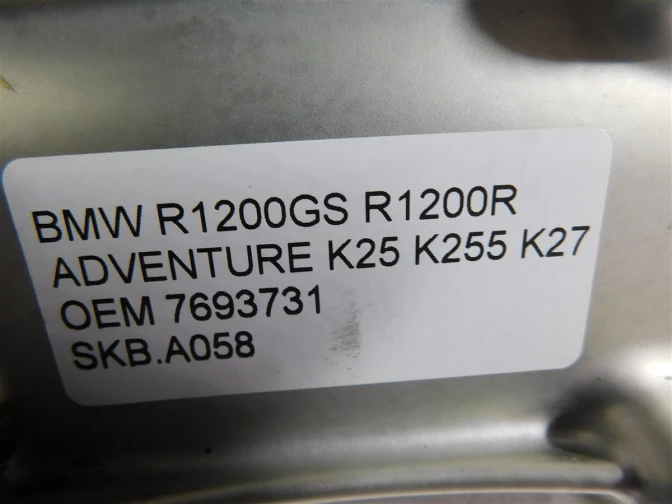 BMW R1200GS R1200R
ADVENTURE K25 K255 K27
OEM 7693731
SKB.A058